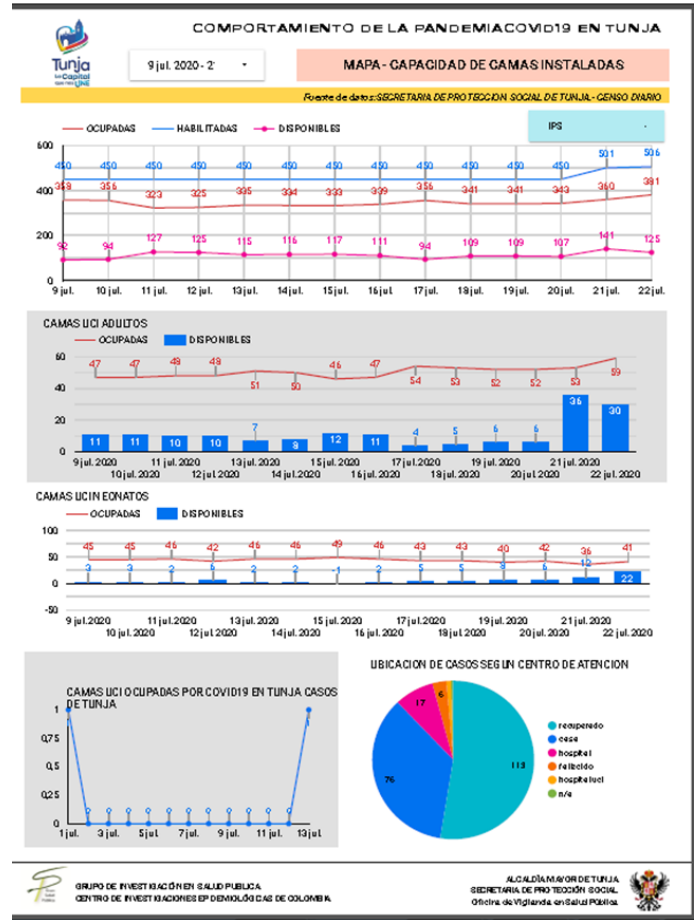 COMPORTAMIENTO DE LA PANDEMIACOVID19 EN TUNJA
Tunja
9 jul. 2020 - 2
MAPA - CAPACIDAD DE CAMAS INSTALADAS
Fuente de datos:SECRETARIA DE PROTECCION SOCIAL DE TUNJA.- CENSO DIARIO
OCUPADAS HABILITADAS DISPONIBLES
IPS
600
400
200
0
450 450 450 450 450 450 450 450 450 450 450 450 501 506
359 356 323 325 335 334 333 339 356 341 341 343 360 381
92 94 127 125 115 116 117 111 94 109 109 107 141 125
9 jul. 10 jul. 11 jul. 12 jul. 13 jul. 14 jul. 15 jul. 16 jul. 17 jul. 18 jul. 19 jul. 20 jul. 21 jul. 22 jul.
CAMAS UCI ADULTOS
OCUPADAS DISPONIBLES
60
40
20
0
47 47 48 48 51 50 46 47 54 53 52 52 53 59
11 11 10 10 7 8 12 11 4 5 6 6 36 30
9 jul. 2020 11 jul. 2020 13 jul. 2020 15 jul. 2020 17 jul. 2020 19 jul. 2020 21 jul. 2020
10 jul. 2020 12 jul. 2020 14 jul. 2020 16 jul. 2020 18 jul. 2020 20 jul. 2020 22 jul. 2020
CAMAS UCI NEONATOS
OCUPADAS DISPONIBLES
100
50
0
-50
45 45 46 42 46 46 49 46 43 43 40 42 36 41
3 3 2 6 2 2 -1 2 5 5 8 6 12 22
9 jul. 2020 11 jul. 2020 13 jul. 2020 15 jul. 2020 17 jul. 2020 19 jul. 2020 21 jul. 2020
10 jul. 2020 12 jul. 2020 14 jul. 2020 16 jul. 2020 18 jul. 2020 20 jul. 2020 22 jul. 2020
CAMAS UCI OCUPADAS POR COVID19 EN TUNJA CASOS
DE TUNJA
1
0,75
0,5
0,25
0
1 0 0 0 0 0 0 0 0 0 0 0 1
1 jul. 3 jul. 5 jul. 7 jul. 9 jul. 11 jul. 13 jul.
UBICACION DE CASOS SEGUN CENTRO DE ATENCION
113
76
17
6
recuperado
casa
hospital
fallecido
hospital uci
n/a
GRUPO DE INVESTIGACIÓN EN SALUD PUBLICA
CENTRO DE INVESTIGACIONES EPIDEMIOLÓGICAS DE COLOMBIA
ALCALDÍA MAYOR DE TUNJA
SECRETARIA DE PROTECCIÓN SOCIAL
Oficina de Vigilancia en Salud Pública